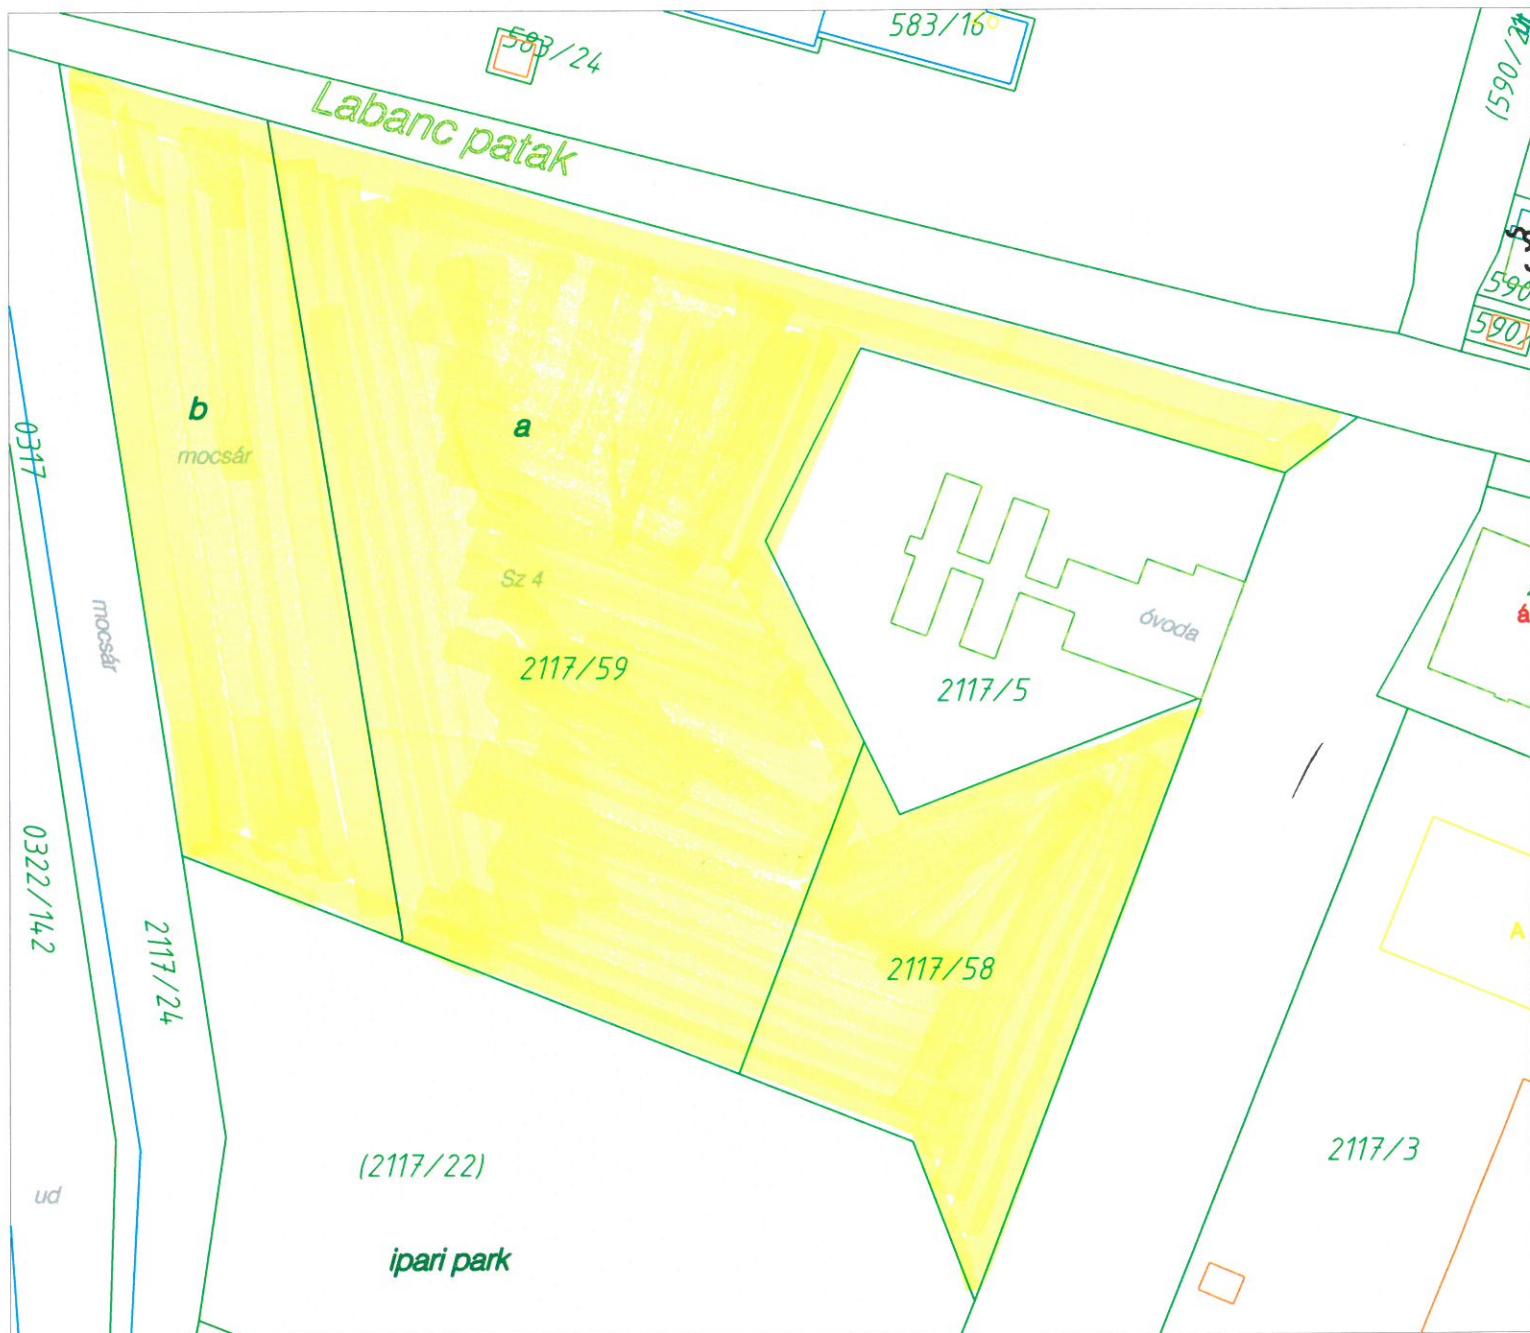 583/24
583/16
Labanc patak
b
mocsár
a
0317
Sz 4
mocsár
óvoda
2117/59
2117/5
0322/142
2117/24
2117/58
A
2117/3
(2117/22)
ud
ipari park